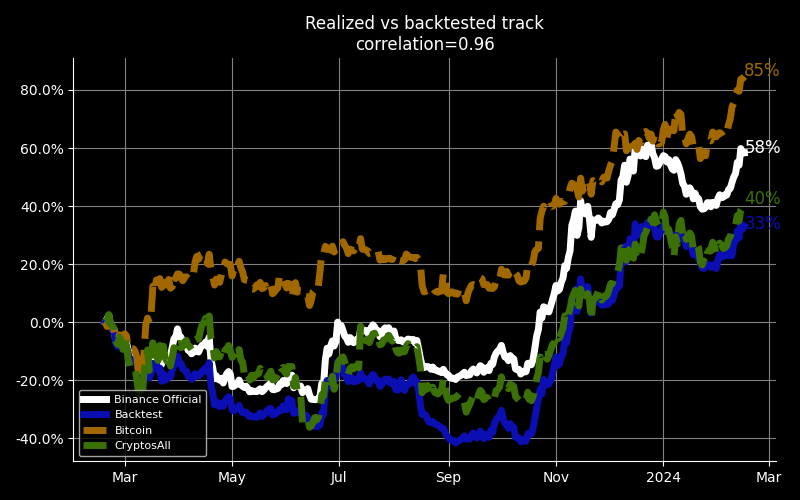 Realized vs backtested track
correlation=0.96
80.0%
60.0%
40.0%
20.0%
0.0%
-20.0%
-40.0%
85%
58%
40%
33%
Binance Official
Backtest
Bitcoin
CryptosAll
Mar
May
Jul
Sep
Nov
2024
Mar